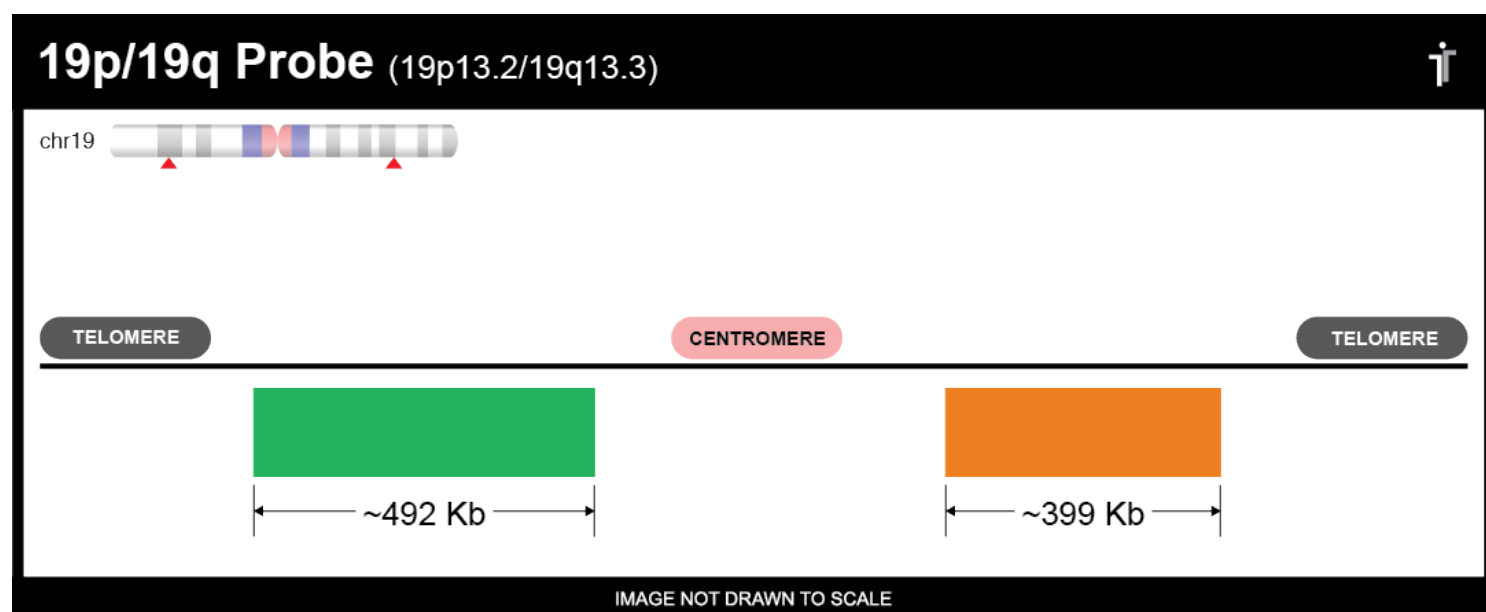 19p/19q Probe (19p13.2/19q13.3)
chr19
TELOMERE CENTROMERE TELOMERE
~492 Kb ~399 Kb
IMAGE NOT DRAWN TO SCALE